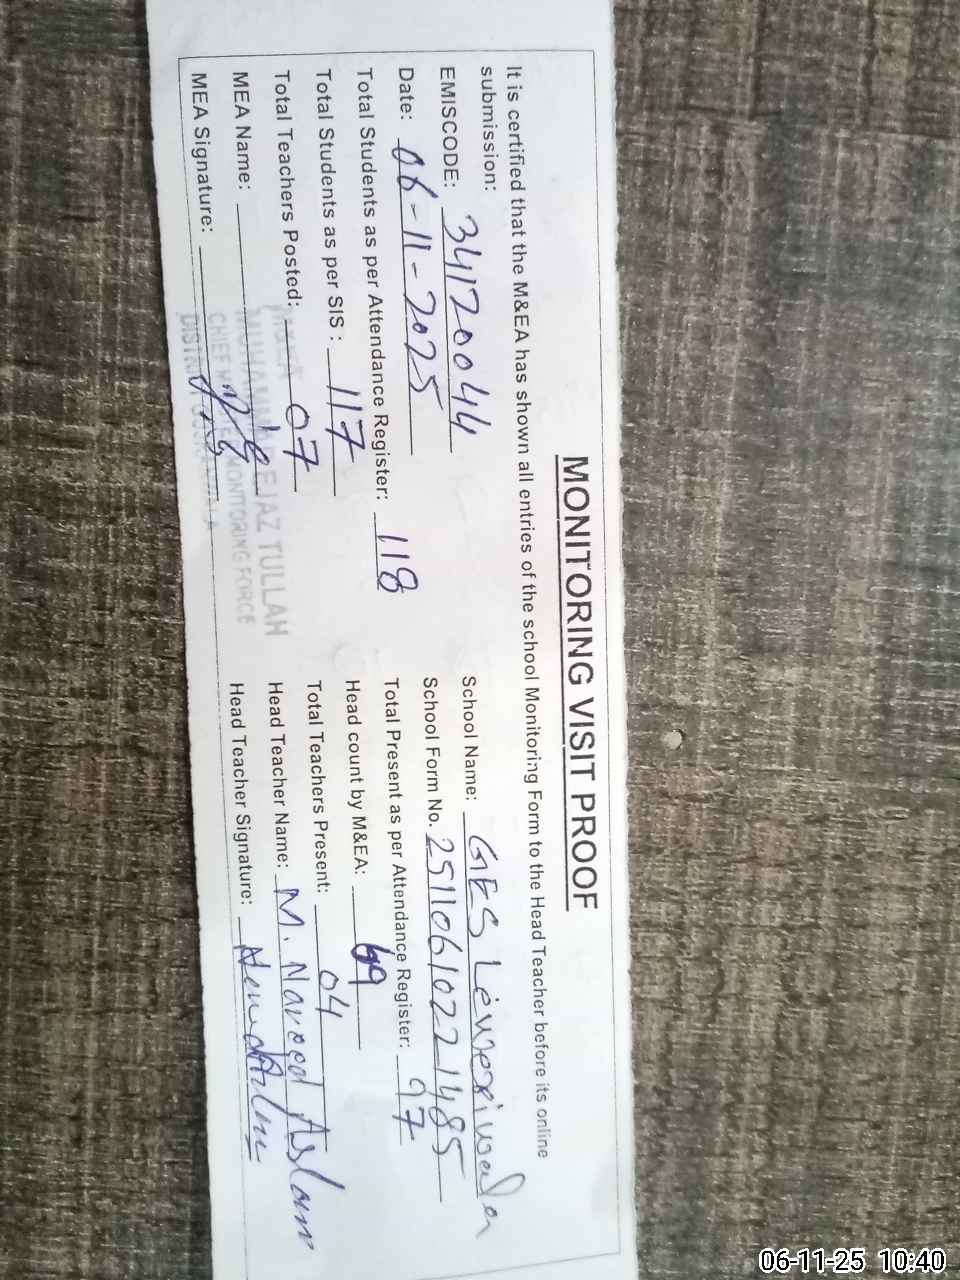 MONITORING VISIT PROOF
It is certified that the M&EA has shown all entries of the school Monitoring Form to the Head Teacher before its online
submission:
EMISCODE: 34120044
School Name: GES
Date: 06-11-2025
School Form No. 25110610221485
Total Students as per Attendance Register: 118
Total Present as per Attendance Register: 97
Total Students as per SIS: 117
Head count by M&EA: 69
Total Teachers Posted: 07
Total Teachers Present: 04
MEA Name:
Head Teacher Name: M. Naveed Aslam
MEA Signature:
Head Teacher Signature:
EJAZ TULLAH
MONITORING FORCE
06-11-25 10:40